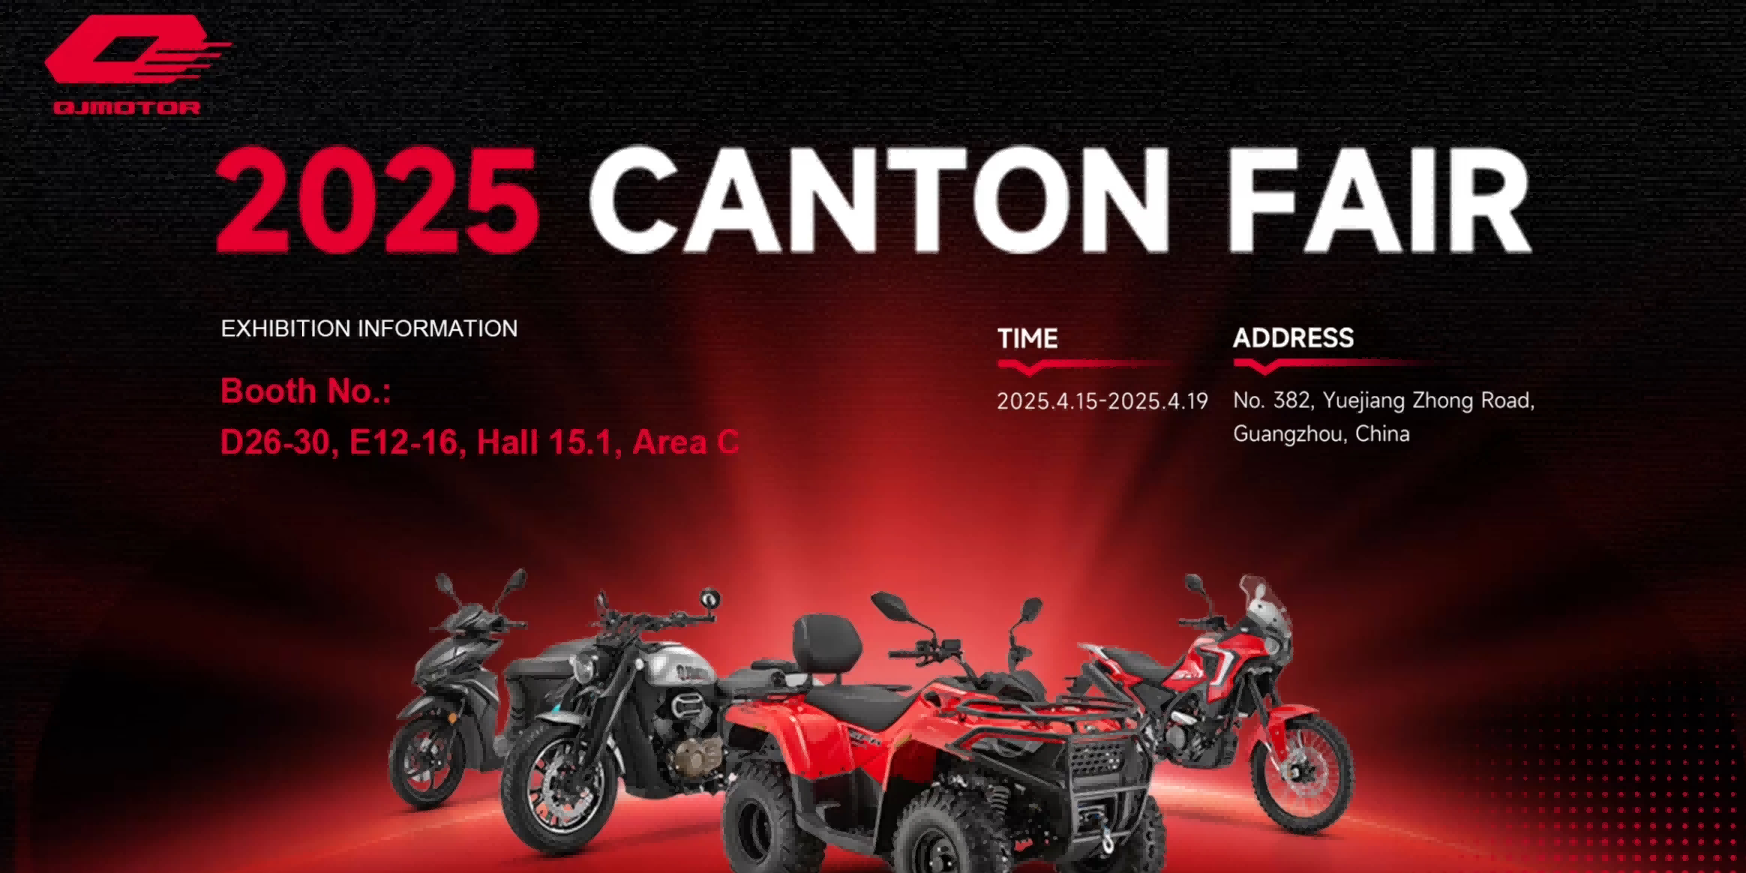 QJMOTOR
2025 CANTON FAIR
EXHIBITION INFORMATION
Booth No.:
D26-30, E12-16, Hall 15.1, Area C
TIME
2025.4.15-2025.4.19
ADDRESS
No. 382, Yuejiang Zhong Road,
Guangzhou, China